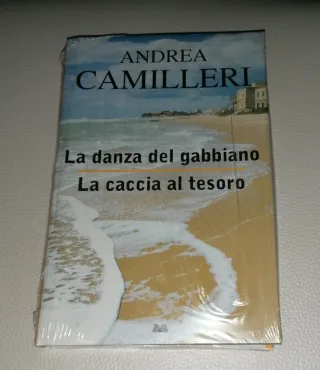 ANDREA
CAMILLERI
La danza del gabbiano
La caccia al tesoro